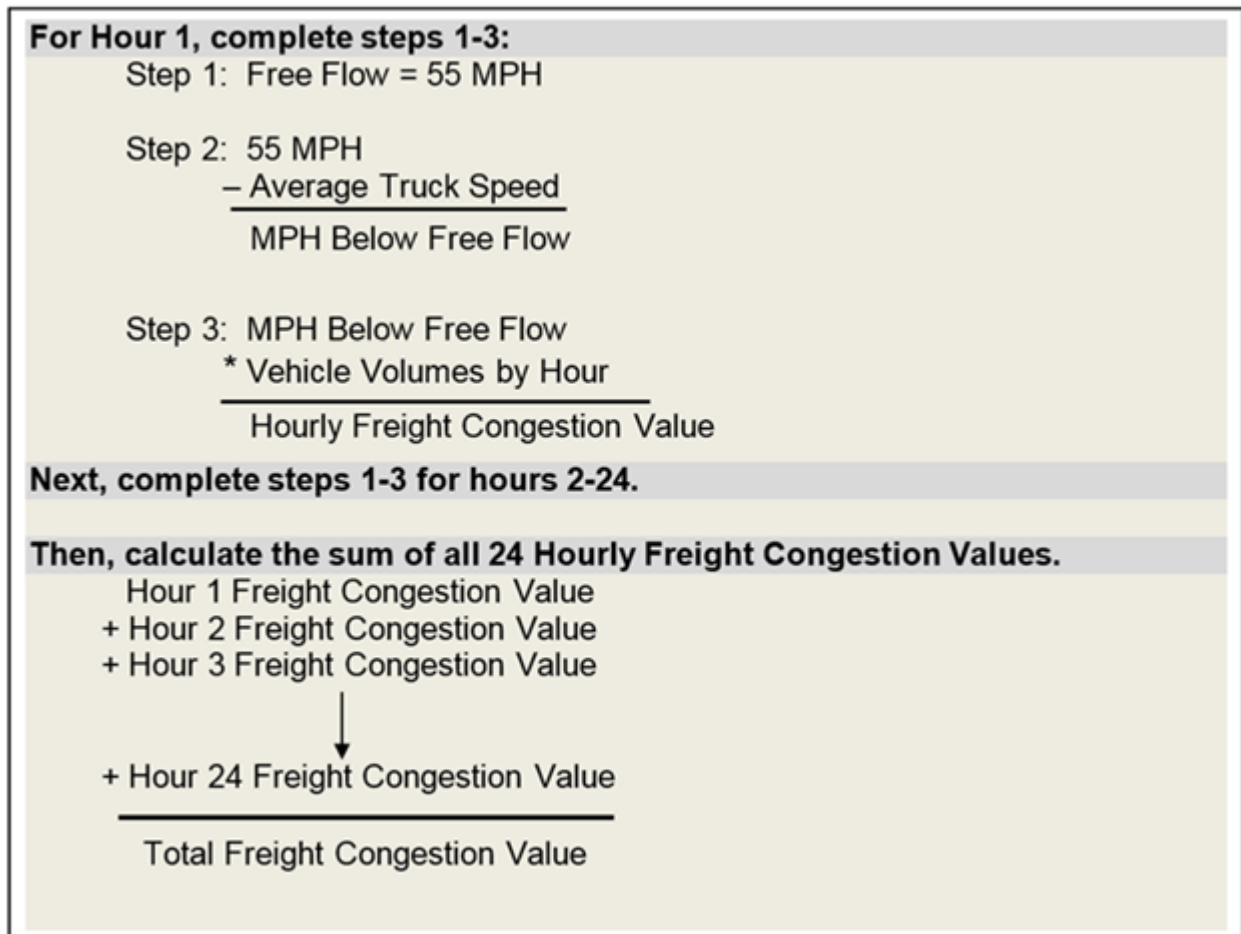 For Hour 1, complete steps 1-3:
Step 1: Free Flow = 55 MPH
Step 2: 55 MPH
– Average Truck Speed
MPH Below Free Flow
Step 3: MPH Below Free Flow
* Vehicle Volumes by Hour
Hourly Freight Congestion Value
Next, complete steps 1-3 for hours 2-24.
Then, calculate the sum of all 24 Hourly Freight Congestion Values.
Hour 1 Freight Congestion Value
+ Hour 2 Freight Congestion Value
+ Hour 3 Freight Congestion Value
+ Hour 24 Freight Congestion Value
Total Freight Congestion Value